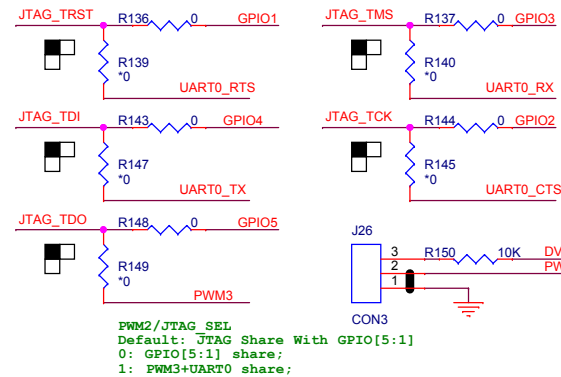 JTAG_TRST R136 0 GPIO1
R139
*0
UART0_RTS
JTAG_TMS R137 0 GPIO3
R140
*0
UART0_RX
JTAG_TDI R143 0 GPIO4
R147
*0
UART0_TX
JTAG_TCK R144 0 GPIO2
R145
*0
UART0_CTS
JTAG_TDO R148 0 GPIO5
R149
*0
PWM3
J26
3 R150 10K DV
2 PW
1
CON3
PWM2/JTAG_SEL
Default: JTAG Share With GPIO[5:1]
0: GPIO[5:1] share;
1: PWM3+UART0 share;